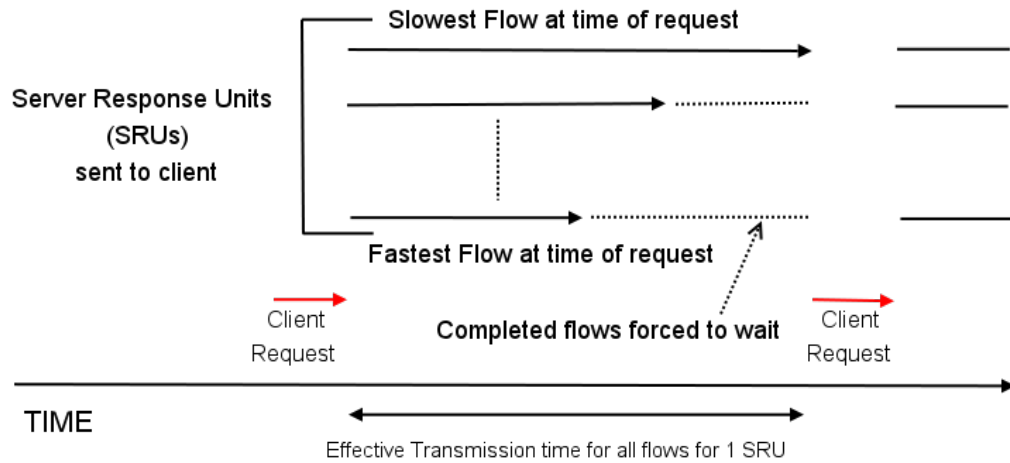 Slowest Flow at time of request
Server Response Units
(SRUs)
sent to client
Fastest Flow at time of request
Client
Request
Completed flows forced to wait
Client
Request
TIME
Effective Transmission time for all flows for 1 SRU